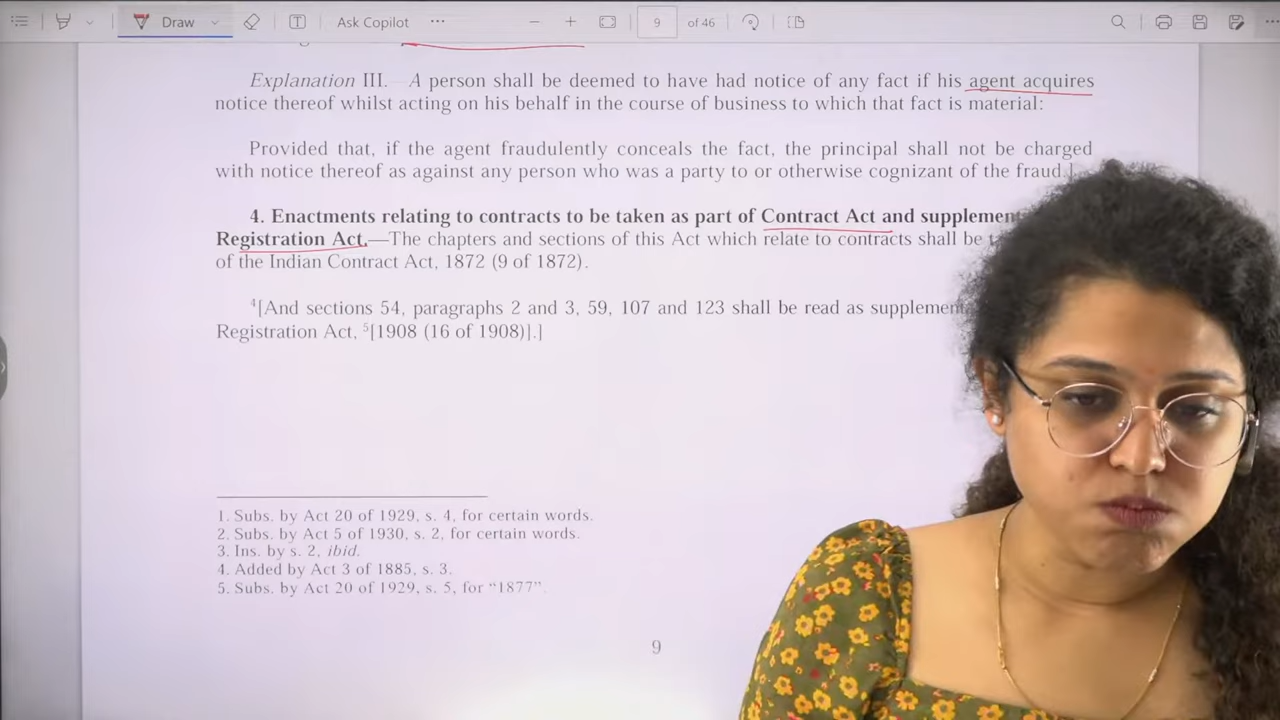 Draw
Ask Copilot
9
of 46
Explanation III. A person shall be deemed to have had notice of any fact if his agent acquires
notice thereof whilst acting on his behalf in the course of business to which that fact is material:
Provided that, if the agent fraudulently conceals the fact, the principal shall not be charged
with notice thereof as against any person who was a party to or otherwise cognizant of the fraud.]
4. Enactments relating to contracts to be taken as part of Contract Act and supplement
Registration Act.—The chapters and sections of this Act which relate to contracts shall be
of the Indian Contract Act, 1872 (9 of 1872).
4[And sections 54, paragraphs 2 and 3, 59, 107 and 123 shall be read as supplement
Registration Act, 5[1908 (16 of 1908)].]
1. Subs. by Act 20 of 1929, s. 4, for certain words.
2. Subs. by Act 5 of 1930, s. 2, for certain words.
3. Ins. by s. 2, ibid.
4. Added by Act 3 of 1885, s. 3.
5. Subs. by Act 20 of 1929, s. 5, for “1877”.
9